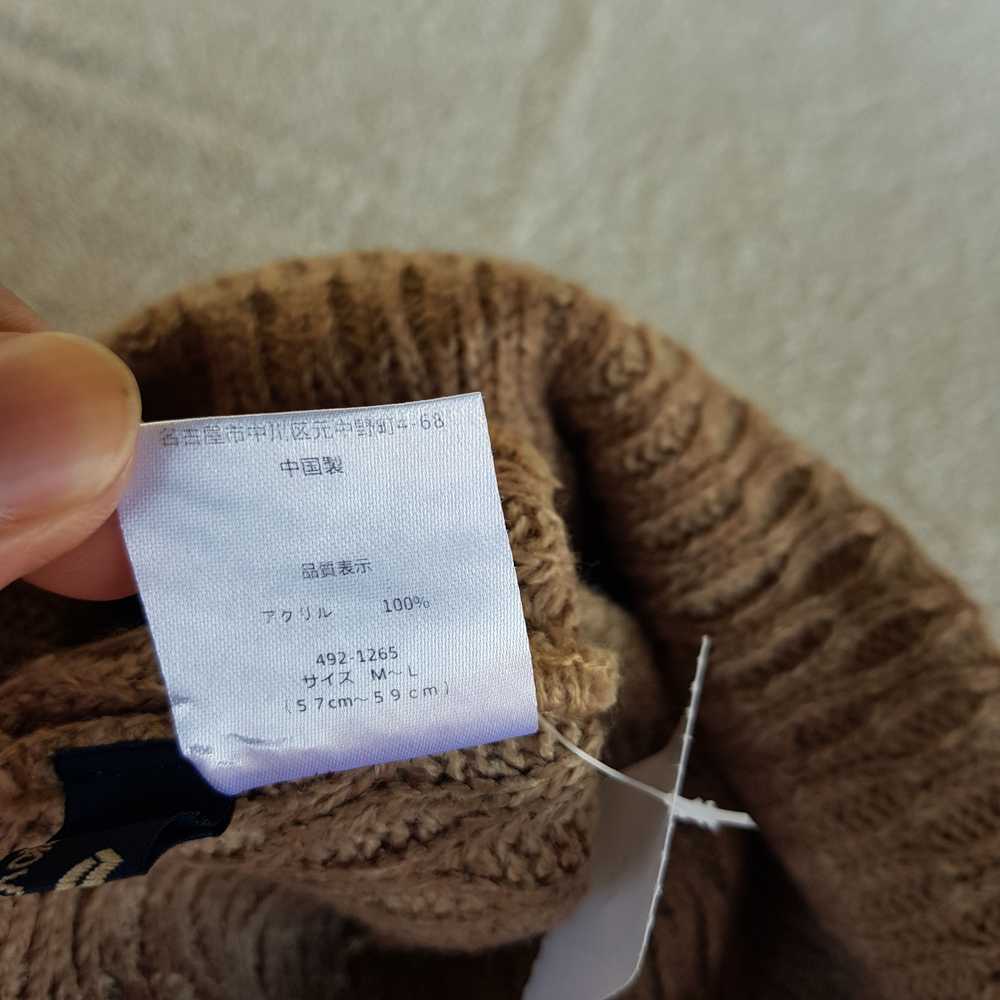 名古屋市中川区元中野町4-68
中国製
品質表示
アクリル 100%
492-1265
サイズ M〜L
(57cm〜59cm)